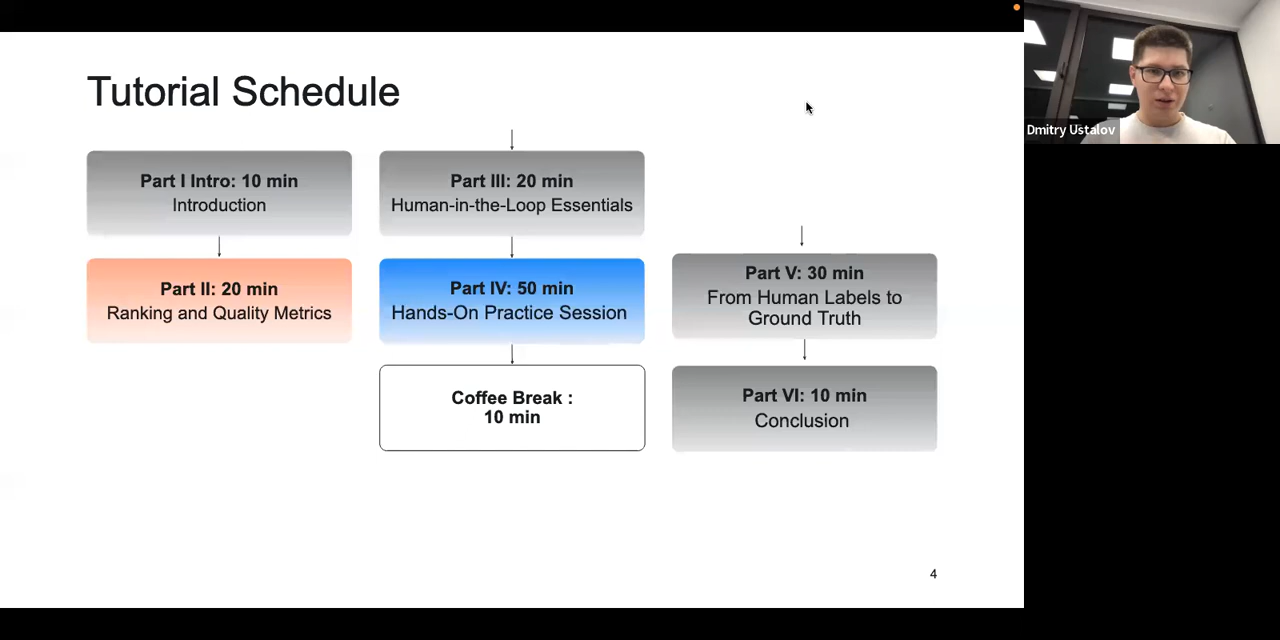 Tutorial Schedule
Part I Intro: 10 min
Introduction
Part II: 20 min
Ranking and Quality Metrics
Part III: 20 min
Human-in-the-Loop Essentials
Part IV: 50 min
Hands-On Practice Session
Coffee Break :
10 min
Part V: 30 min
From Human Labels to
Ground Truth
Part VI: 10 min
Conclusion
4
Dmitry Ustalov